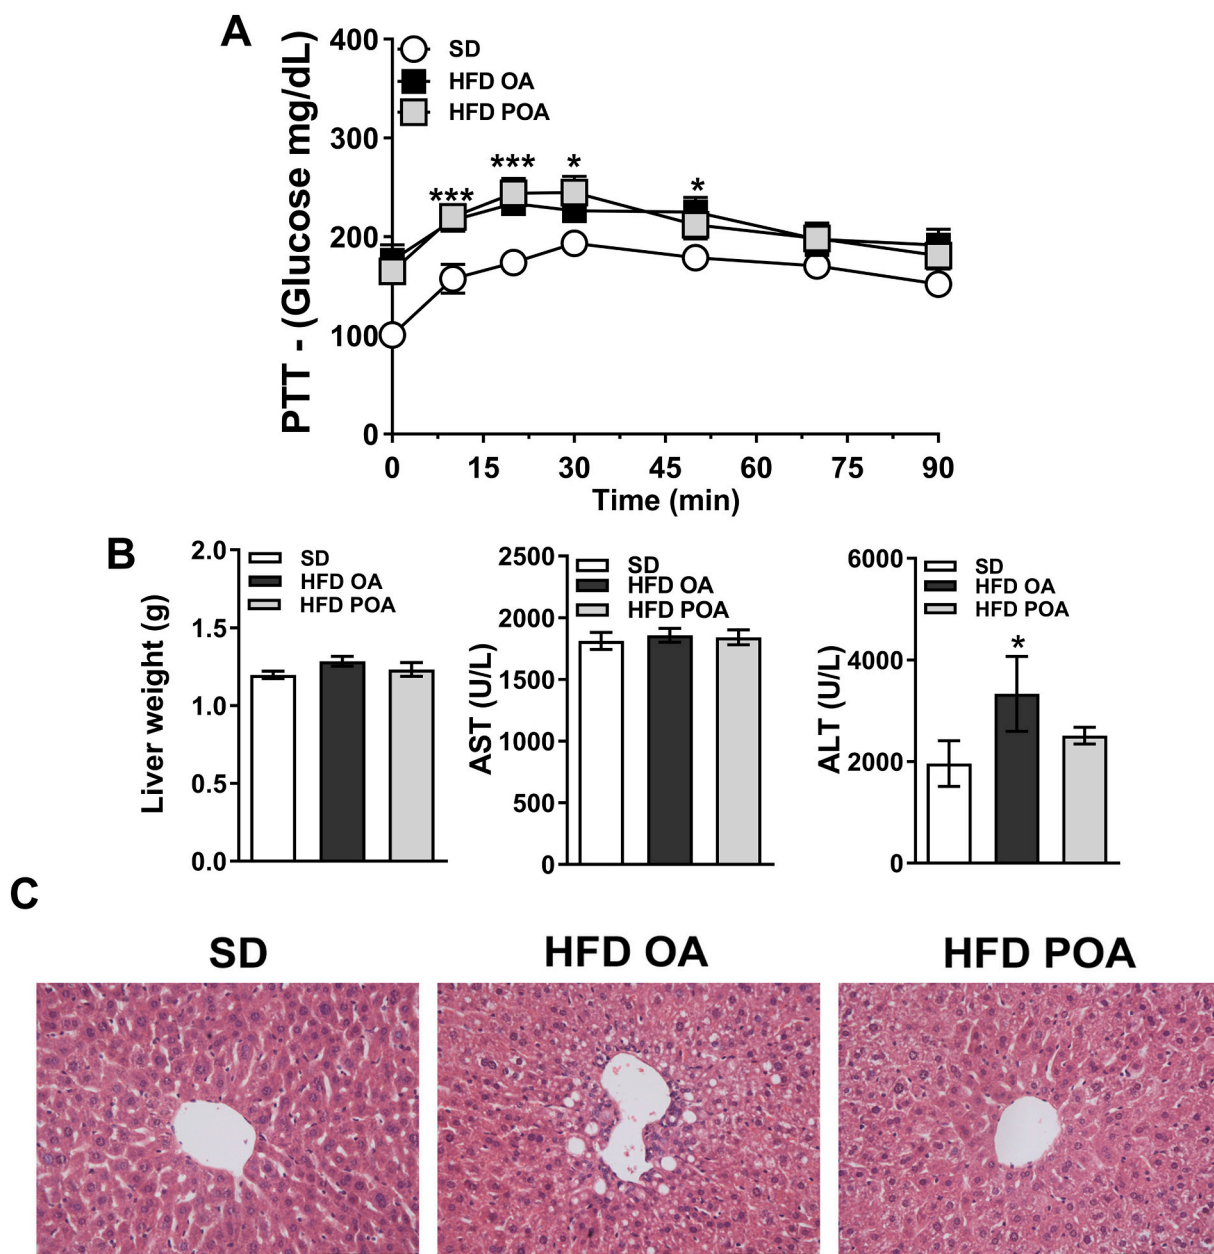 A
PTT - (Glucose mg/dL)
400
300
200
100
0
SD
HFD OA
HFD POA
*** *** * *
0 15 30 45 60 75 90
Time (min)
B
Liver weight (g)
2.0
1.5
1.0
0.5
0.0
SD
HFD OA
HFD POA
AST (U/L)
2500
2000
1500
1000
500
0
SD
HFD OA
HFD POA
ALT (U/L)
6000
4000
2000
0
SD
HFD OA
HFD POA
*
C
SD HFD OA HFD POA